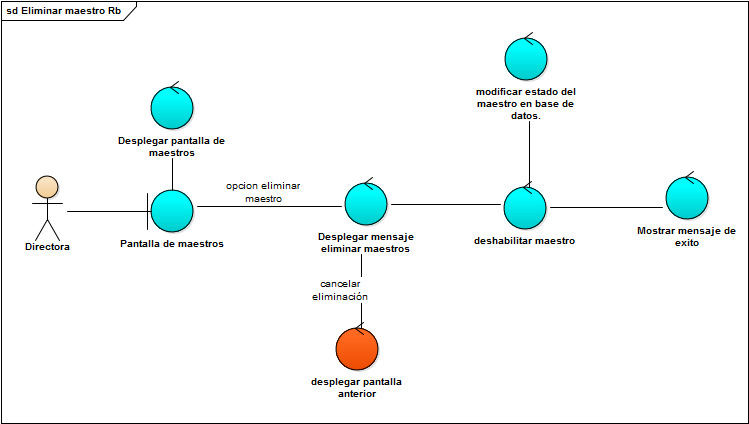 sd Eliminar maestro Rb
modificar estado del
maestro en base de
datos.
Desplegar pantalla de
maestros
opcion eliminar
maestro
Directora
Pantalla de maestros
Desplegar mensaje
eliminar maestros
deshabilitar maestro
Mostrar mensaje de
exito
cancelar
eliminación
desplegar pantalla
anterior